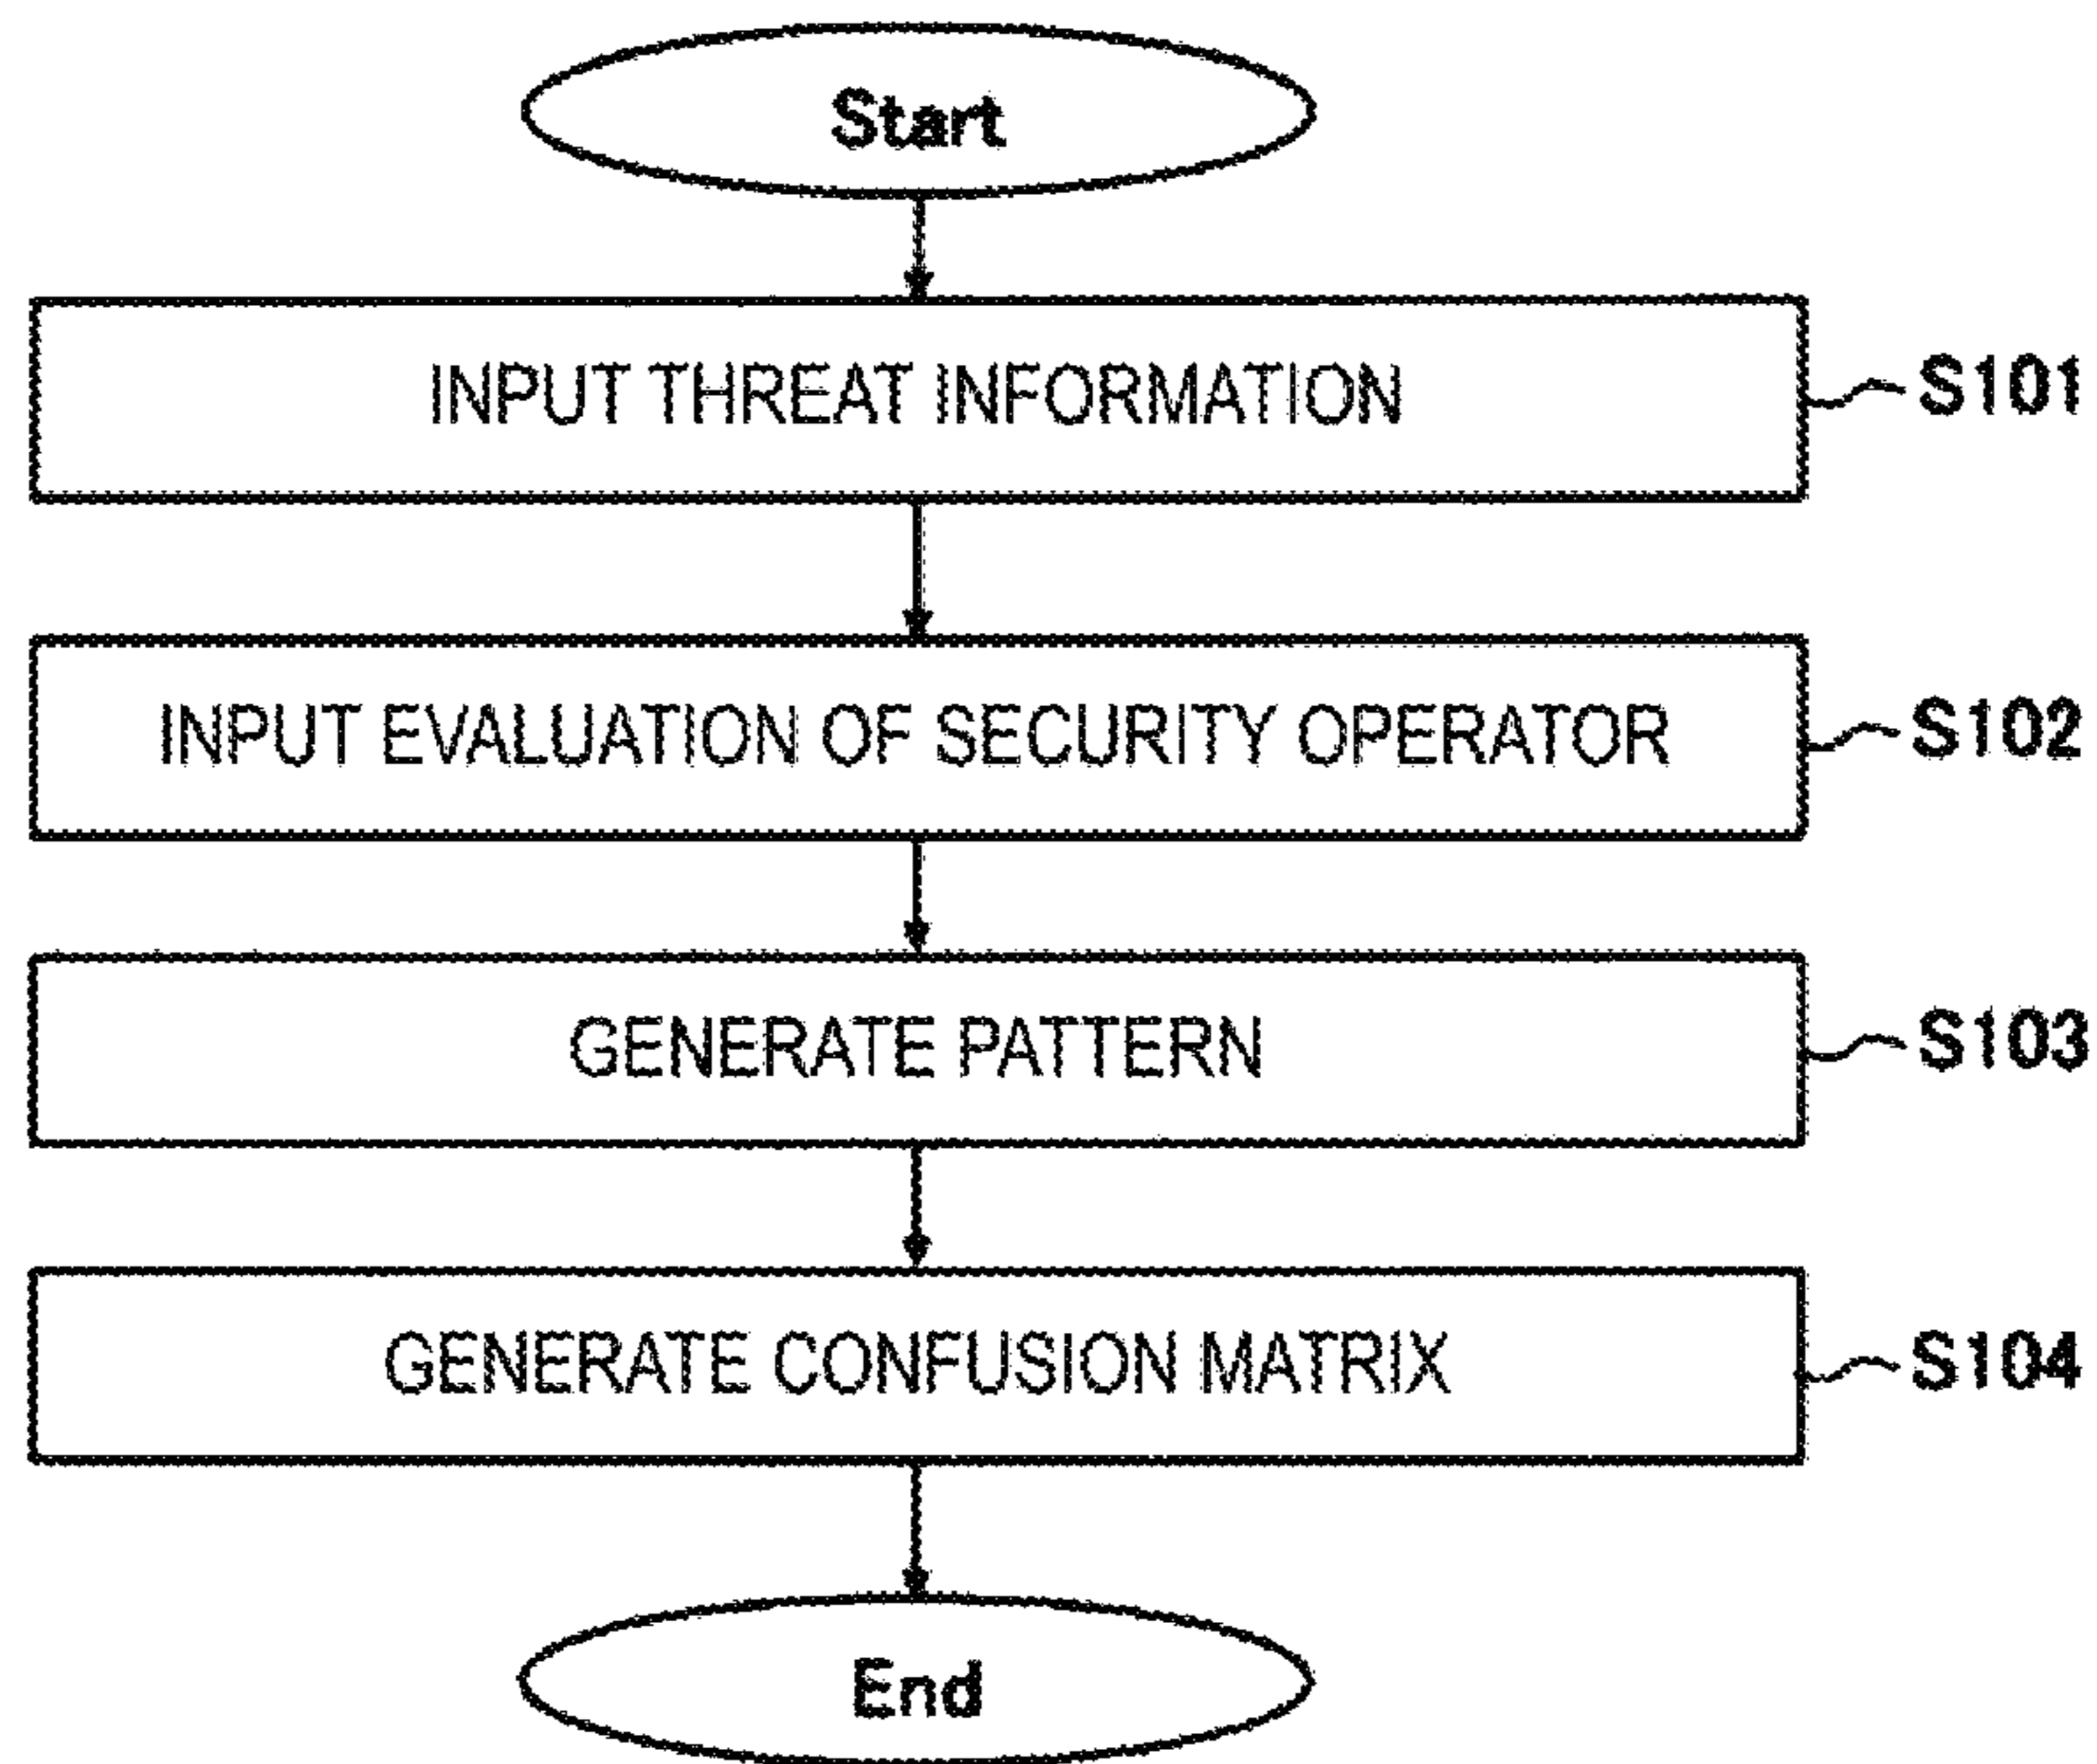 Start
INPUT THREAT INFORMATION
S101
INPUT EVALUATION OF SECURITY OPERATOR
S102
GENERATE PATTERN
S103
GENERATE CONFUSION MATRIX
S104
End